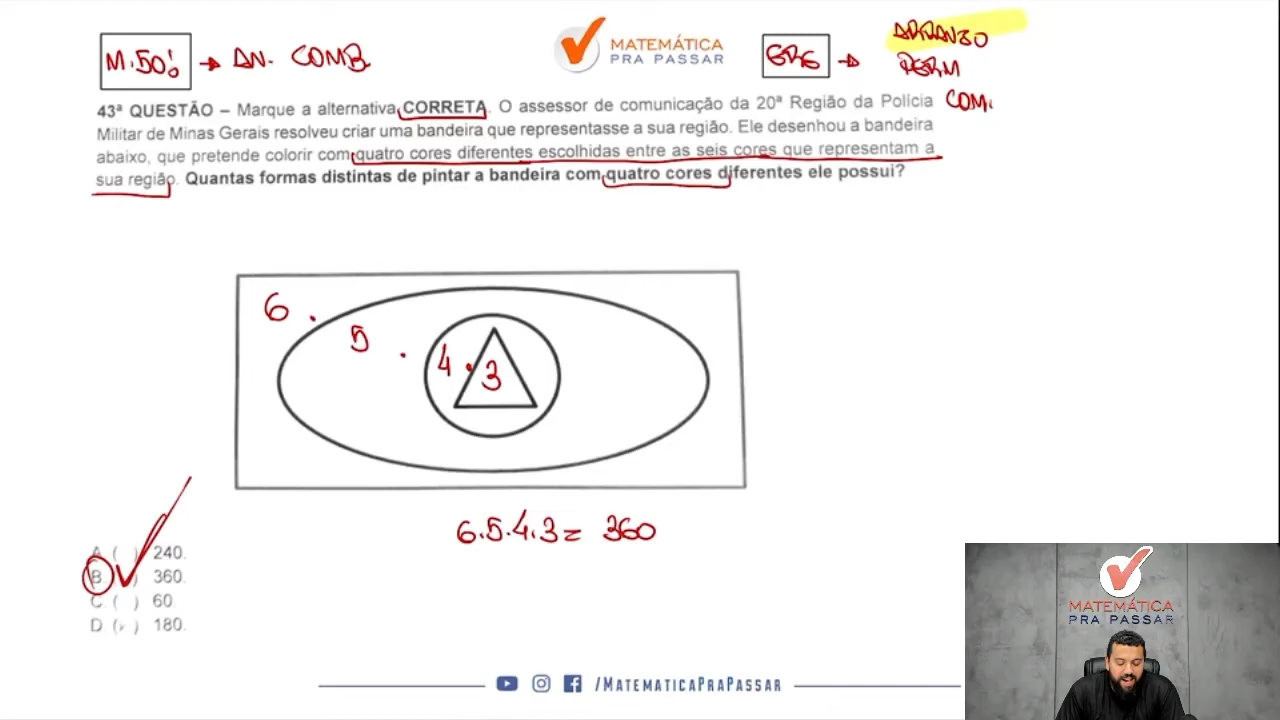 M.50% → AN. COMB
MATEMÁTICA
PRA PASSAR
→ ARRANJO
PERM
COM.
43ª QUESTÃO – Marque a alternativa CORRETA. O assessor de comunicação da 20ª Região da Polícia
Militar de Minas Gerais resolveu criar uma bandeira que representasse a sua região. Ele desenhou a bandeira
abaixo, que pretende colorir com quatro cores diferentes escolhidas entre as seis cores que representam a
sua região. Quantas formas distintas de pintar a bandeira com quatro cores diferentes ele possui?
6 . 5 . 4 . 3
6.5.4.3 = 360
A. ( ) 240.
B. ( ) 360.
C. ( ) 60
D ( ) 180.
MATEMÁTICA
PRA PASSAR
/MATEMATICAPRAPASSAR